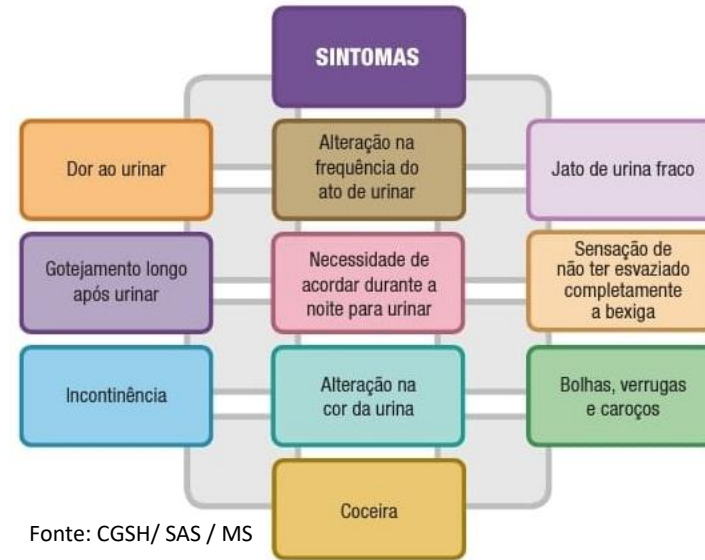 SINTOMAS
Dor ao urinar
Alteração na
frequência do
ato de urinar
Jato de urina fraco
Gotejamento longo
após urinar
Necessidade de
acordar durante a
noite para urinar
Sensação de
não ter esvaziado
completamente
a bexiga
Incontinência
Alteração na
cor da urina
Bolhas, verrugas
e caroços
Coceira
Fonte: CGSH/ SAS / MS